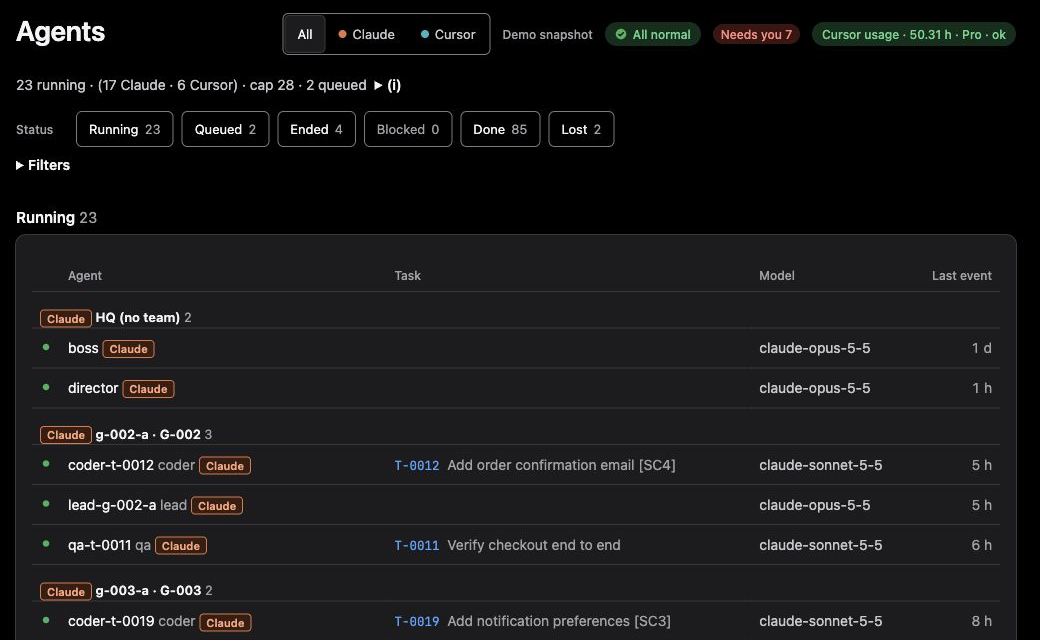 Agents
All Claude Cursor Demo snapshot All normal Needs you 7 Cursor usage · 50.31 h · Pro · ok
23 running · (17 Claude · 6 Cursor) · cap 28 · 2 queued ▶ (i)
Status Running 23 Queued 2 Ended 4 Blocked 0 Done 85 Lost 2
▶ Filters
Running 23
Agent Task Model Last event
Claude HQ (no team) 2
boss Claude claude-opus-5-5 1 d
director Claude claude-opus-5-5 1 h
Claude g-002-a · G-002 3
coder-t-0012 coder Claude T-0012 Add order confirmation email [SC4] claude-sonnet-5-5 5 h
lead-g-002-a lead Claude claude-opus-5-5 5 h
qa-t-0011 qa Claude T-0011 Verify checkout end to end claude-sonnet-5-5 6 h
Claude g-003-a · G-003 2
coder-t-0019 coder Claude T-0019 Add notification preferences [SC3] claude-sonnet-5-5 8 h